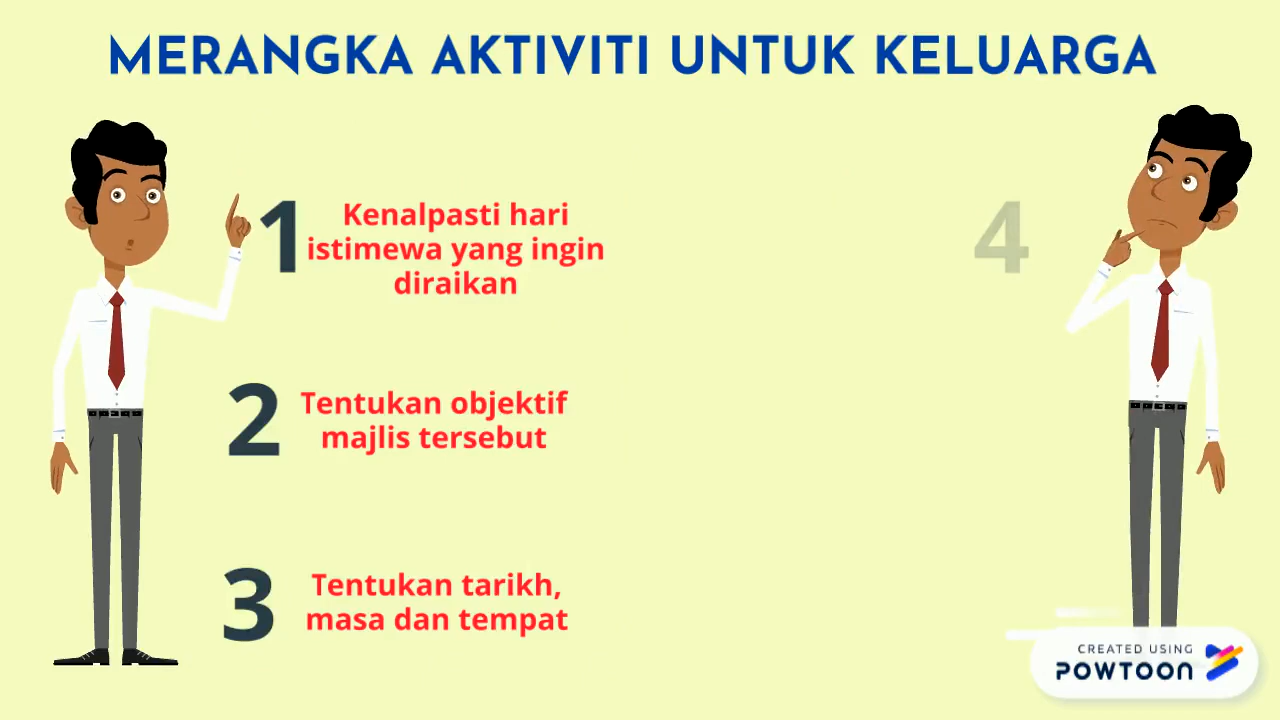 MERANGKA AKTIVITI UNTUK KELUARGA
1
Kenalpasti hari
istimewa yang ingin
diraikan
2
Tentukan objektif
majlis tersebut
3
Tentukan tarikh,
masa dan tempat
4
CREATED USING
POWTOON